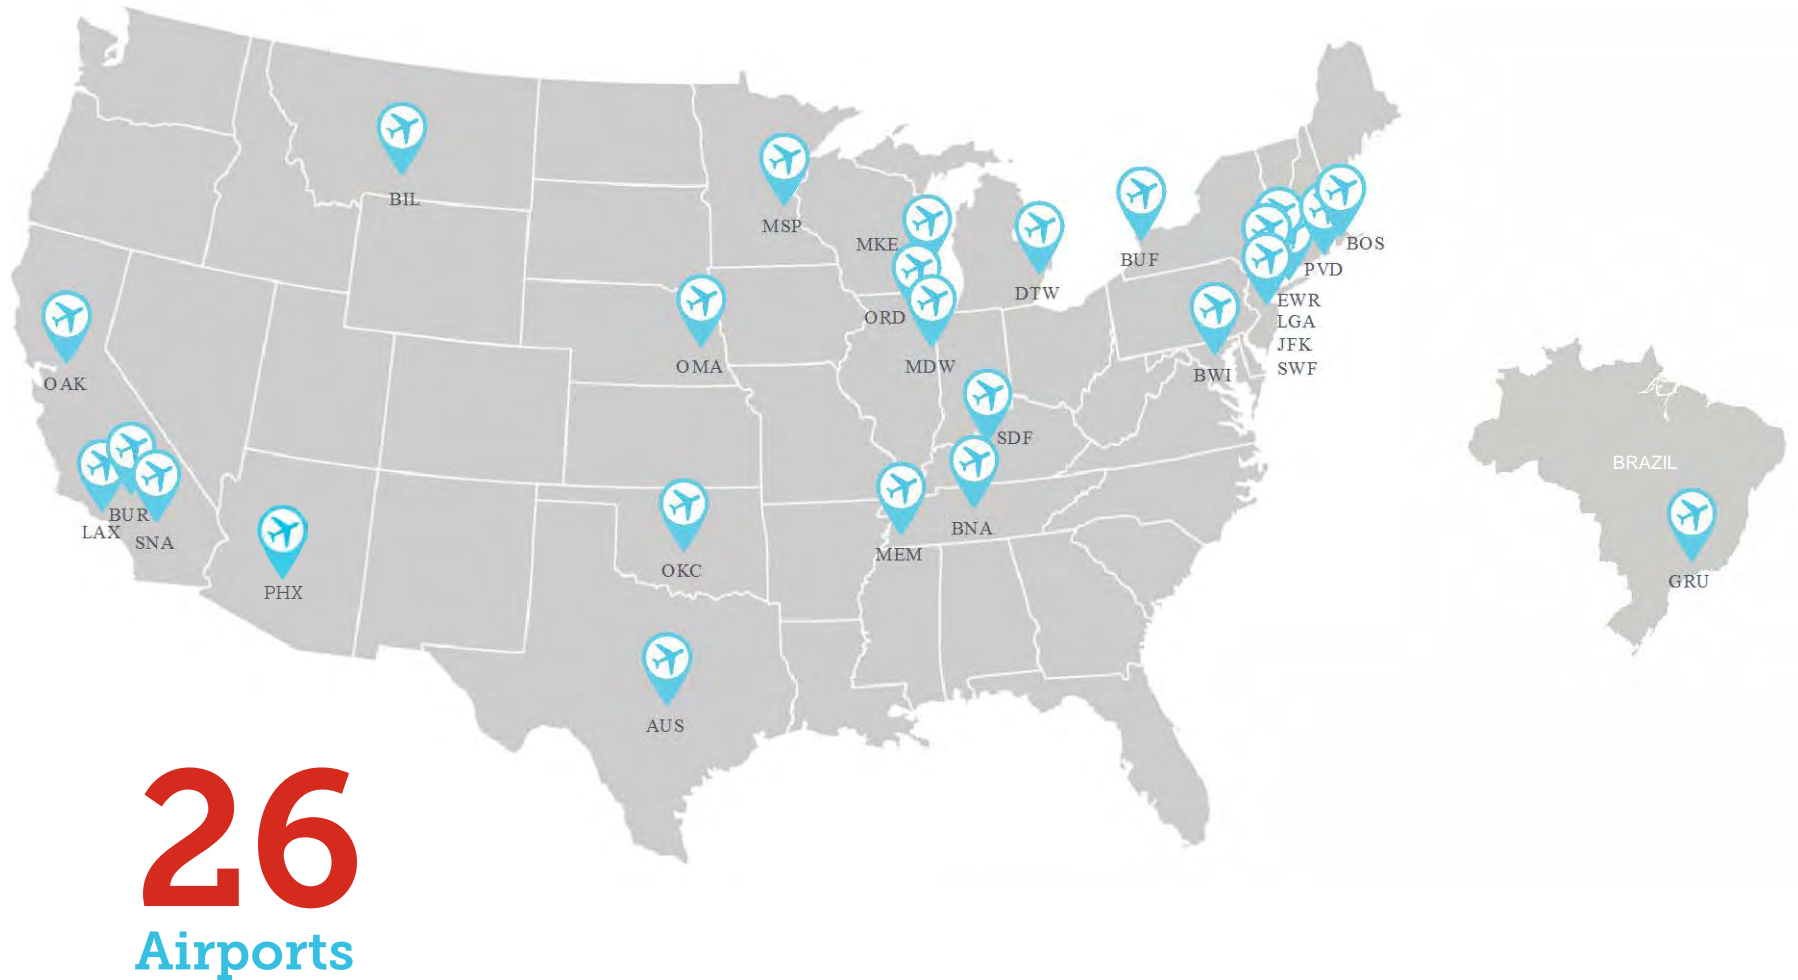 BIL
MSP
MKE
BUF
BOS
PVD
DTW
EWR
ORD
LGA
JFK
OMA
MDW
SWF
BWI
OAK
SDF
BRAZIL
BUR
LAX
SNA
BNA
MEM
OKC
PHX
GRU
AUS
26
Airports